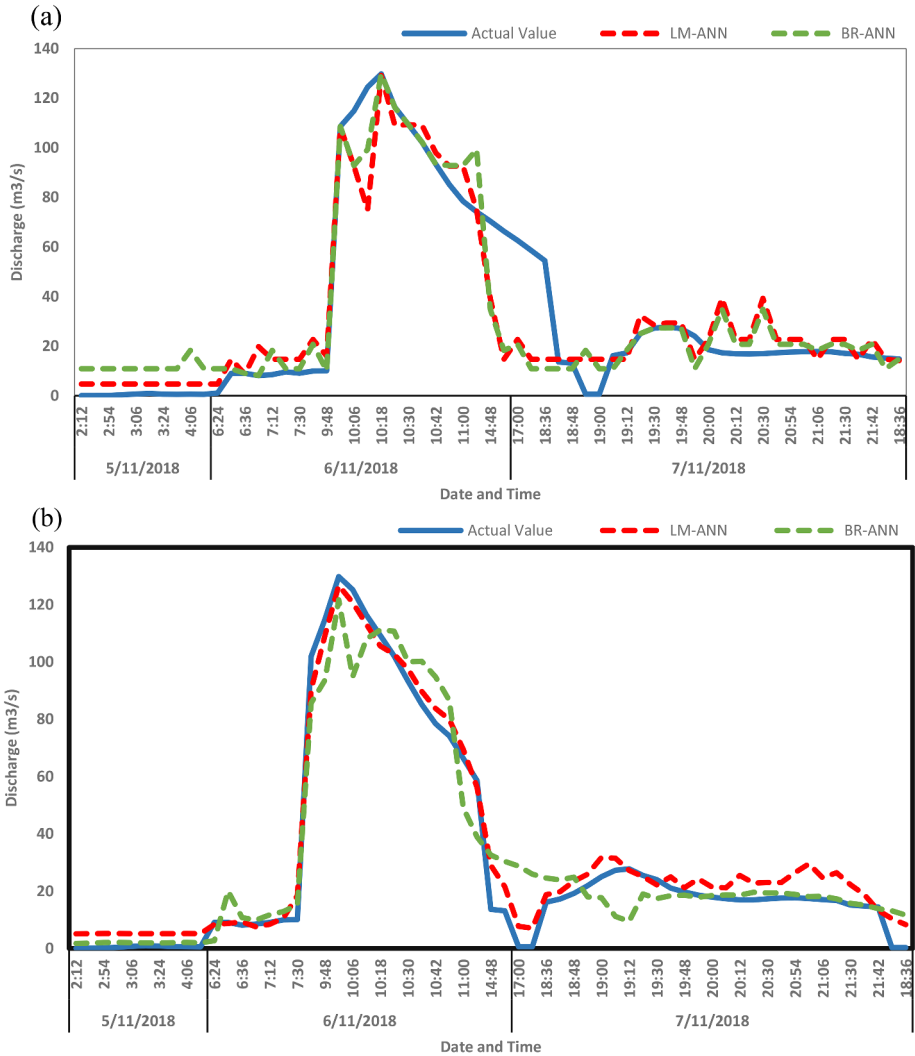 (a)
Actual Value LM-ANN BR-ANN
140
120
100
80
60
40
20
0
Discharge (m3/s)
2:12 2:54 3:06 3:24 4:06 6:24 6:36 7:12 7:30 9:48 10:06 10:18 10:30 10:42 11:00 14:48 17:00 18:36 18:48 19:00 19:12 19:30 19:48 20:00 20:12 20:30 20:54 21:06 21:30 21:42 18:36
5/11/2018 6/11/2018 7/11/2018
Date and Time
(b)
Actual Value LM-ANN BR-ANN
140
120
100
80
60
40
20
0
Discharge (m3/s)
2:12 2:54 3:06 3:24 4:06 6:24 6:36 7:12 7:30 9:48 10:06 10:18 10:30 10:42 11:00 14:48 17:00 18:36 18:48 19:00 19:12 19:30 19:48 20:00 20:12 20:30 20:54 21:06 21:30 21:42 18:36
5/11/2018 6/11/2018 7/11/2018
Date and Time